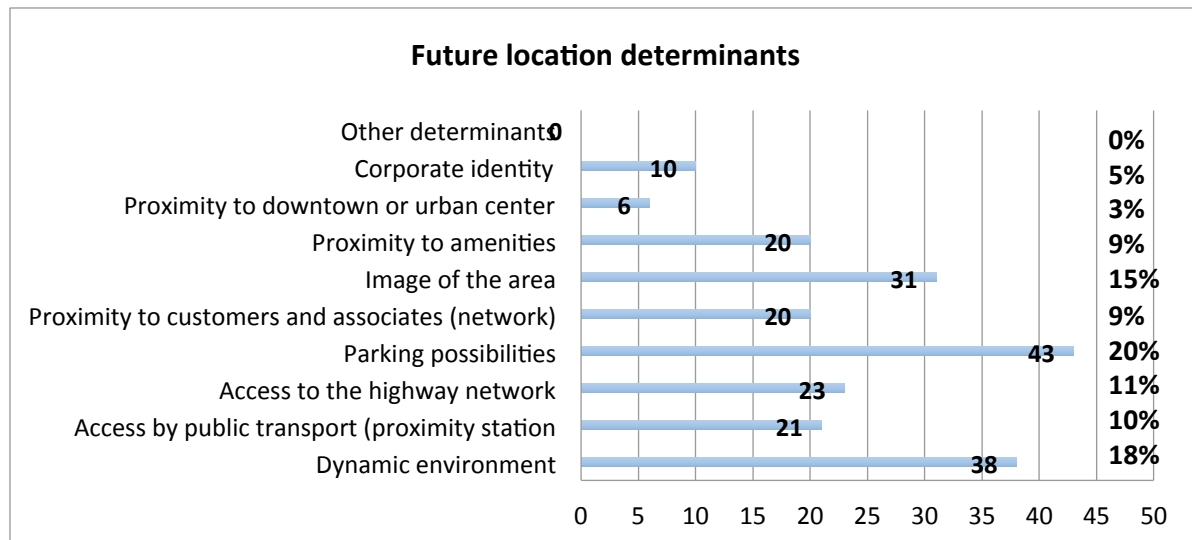 Future location determinants
Other determinants 0 0%
Corporate identity 10 5%
Proximity to downtown or urban center 6 3%
Proximity to amenities 20 9%
Image of the area 31 15%
Proximity to customers and associates (network) 20 9%
Parking possibilities 43 20%
Access to the highway network 23 11%
Access by public transport (proximity station 21 10%
Dynamic environment 38 18%
0 5 10 15 20 25 30 35 40 45 50